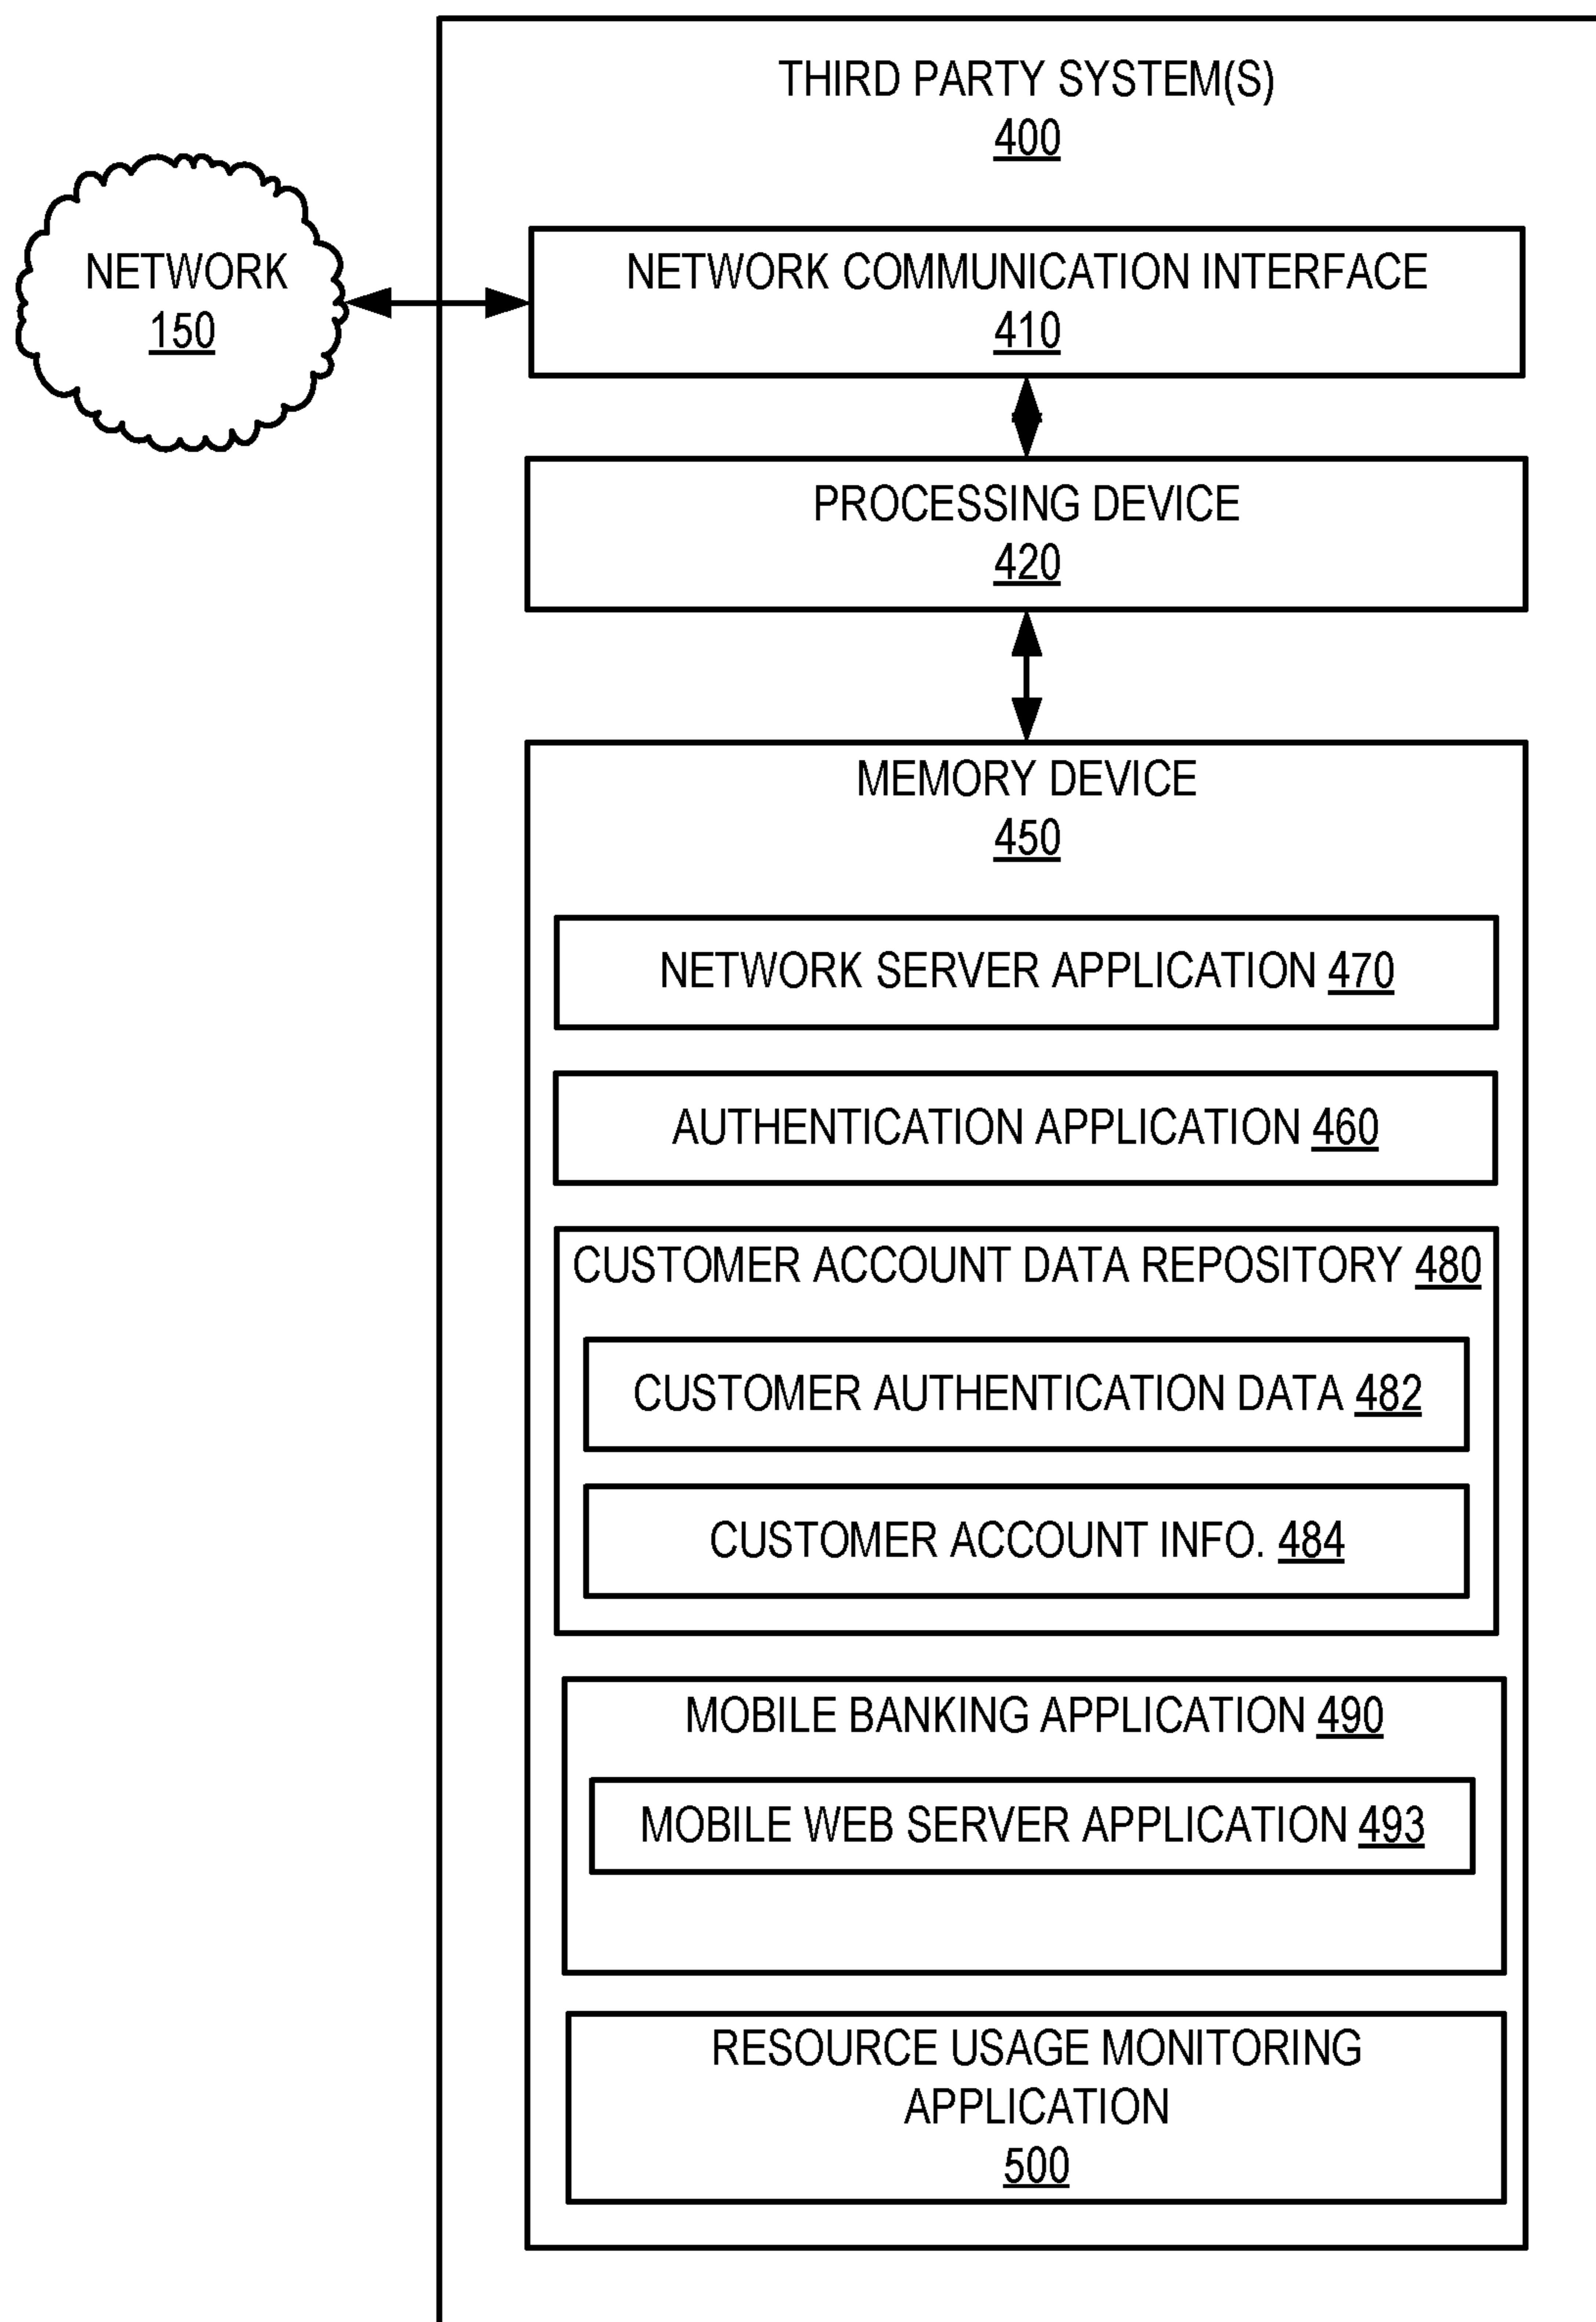 THIRD PARTY SYSTEM(S)
400
NETWORK
150
NETWORK COMMUNICATION INTERFACE
410
PROCESSING DEVICE
420
MEMORY DEVICE
450
NETWORK SERVER APPLICATION 470
AUTHENTICATION APPLICATION 460
CUSTOMER ACCOUNT DATA REPOSITORY 480
CUSTOMER AUTHENTICATION DATA 482
CUSTOMER ACCOUNT INFO. 484
MOBILE BANKING APPLICATION 490
MOBILE WEB SERVER APPLICATION 493
RESOURCE USAGE MONITORING
APPLICATION
500